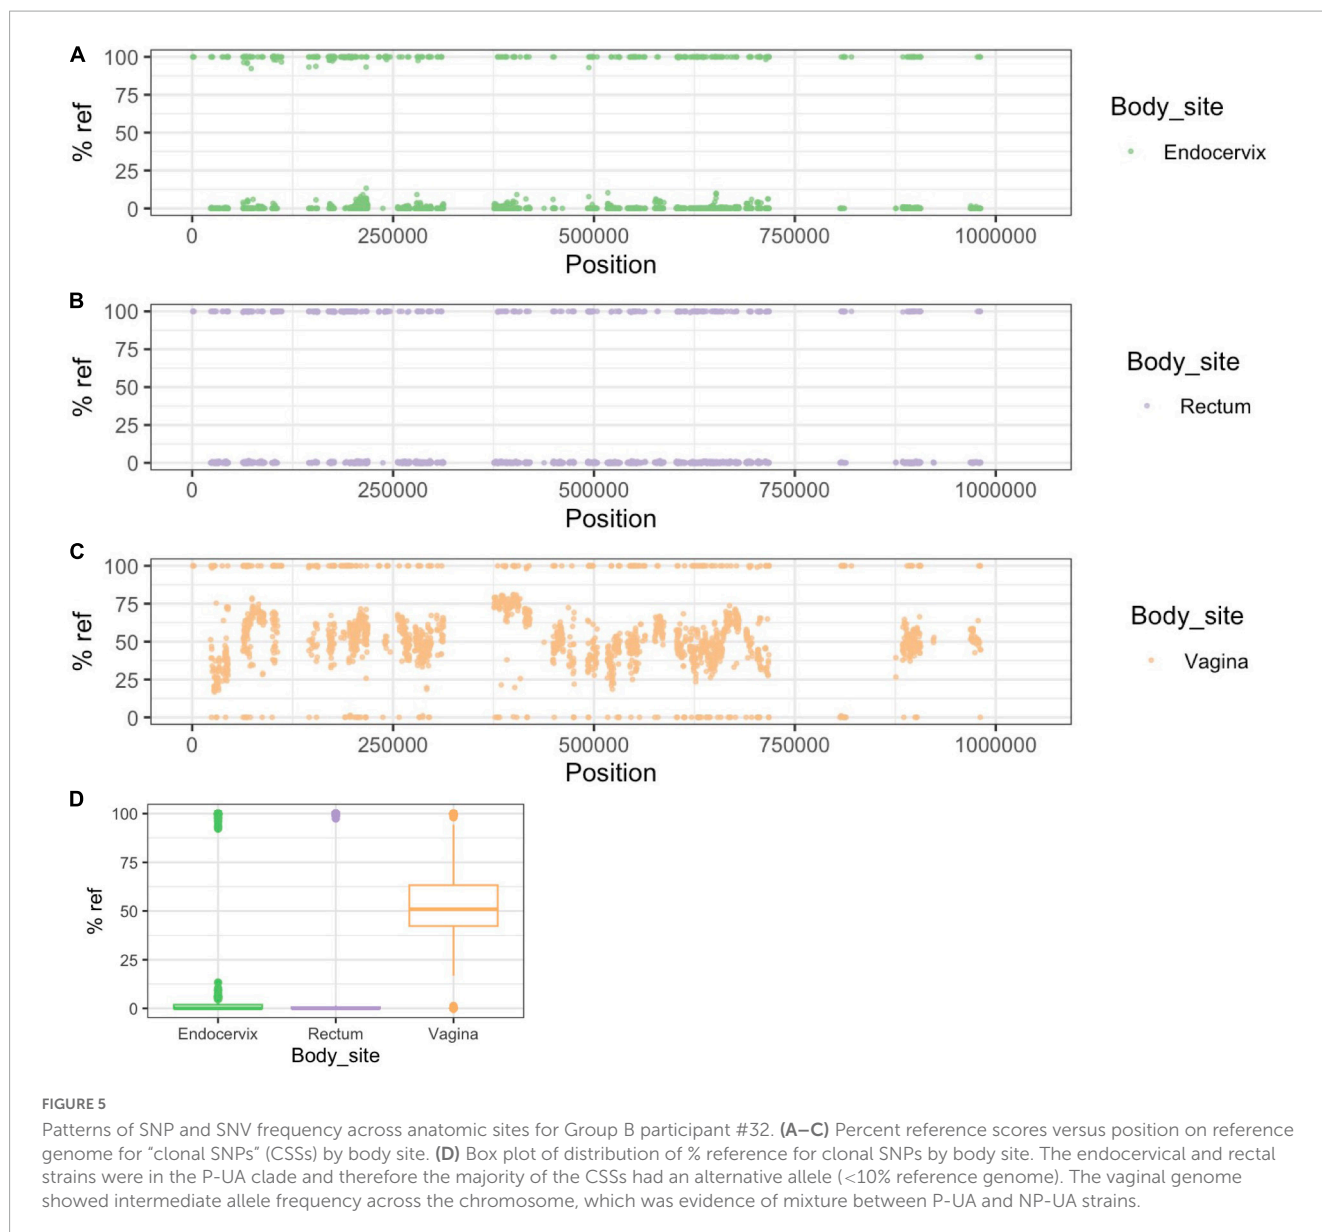 A
100
75
50
25
0
% ref
0 250000 500000 750000 1000000
Position
Body_site
Endocervix
B
100
75
50
25
0
% ref
0 250000 500000 750000 1000000
Position
Body_site
Rectum
C
100
75
50
25
0
% ref
0 250000 500000 750000 1000000
Position
Body_site
Vagina
D
100
75
50
25
0
% ref
Endocervix Rectum Vagina
Body_site
FIGURE 5
Patterns of SNP and SNV frequency across anatomic sites for Group B participant #32. (A–C) Percent reference scores versus position on reference
genome for "clonal SNPs" (CSSs) by body site. (D) Box plot of distribution of % reference for clonal SNPs by body site. The endocervical and rectal
strains were in the P-UA clade and therefore the majority of the CSSs had an alternative allele (<10% reference genome). The vaginal genome
showed intermediate allele frequency across the chromosome, which was evidence of mixture between P-UA and NP-UA strains.